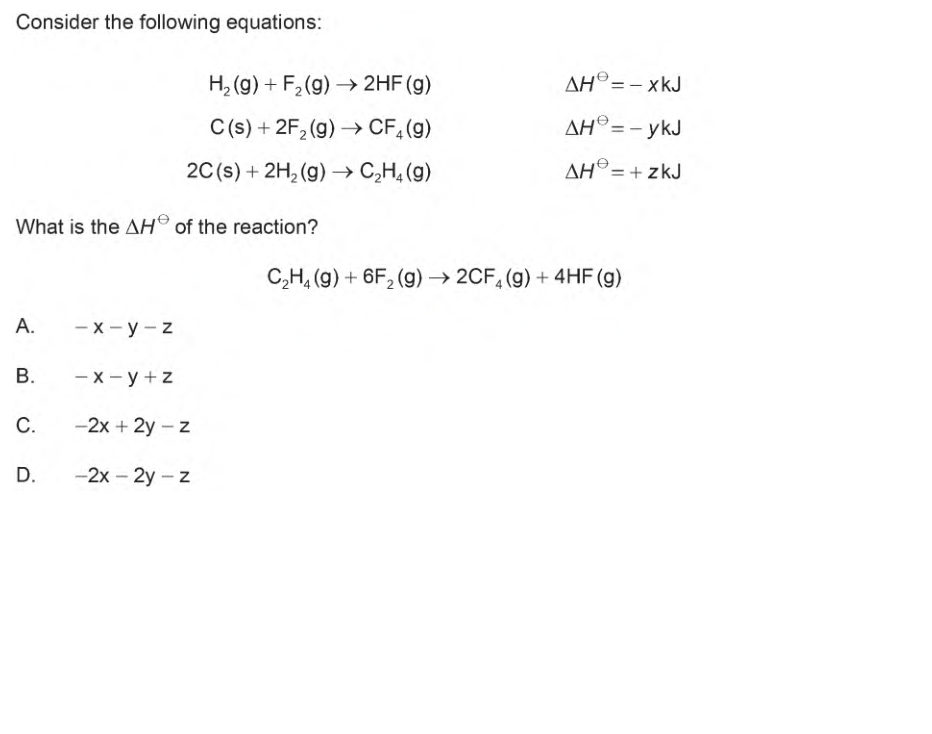 Consider the following equations:
H₂(g) + F₂(g) → 2HF(g) ΔH⊖ = – x kJ
C(s) + 2F₂(g) → CF₄(g) ΔH⊖ = – y kJ
2C(s) + 2H₂(g) → C₂H₄(g) ΔH⊖ = + z kJ
What is the ΔH⊖ of the reaction?
C₂H₄(g) + 6F₂(g) → 2CF₄(g) + 4HF(g)
A. – x – y – z
B. – x – y + z
C. –2x + 2y – z
D. –2x – 2y – z